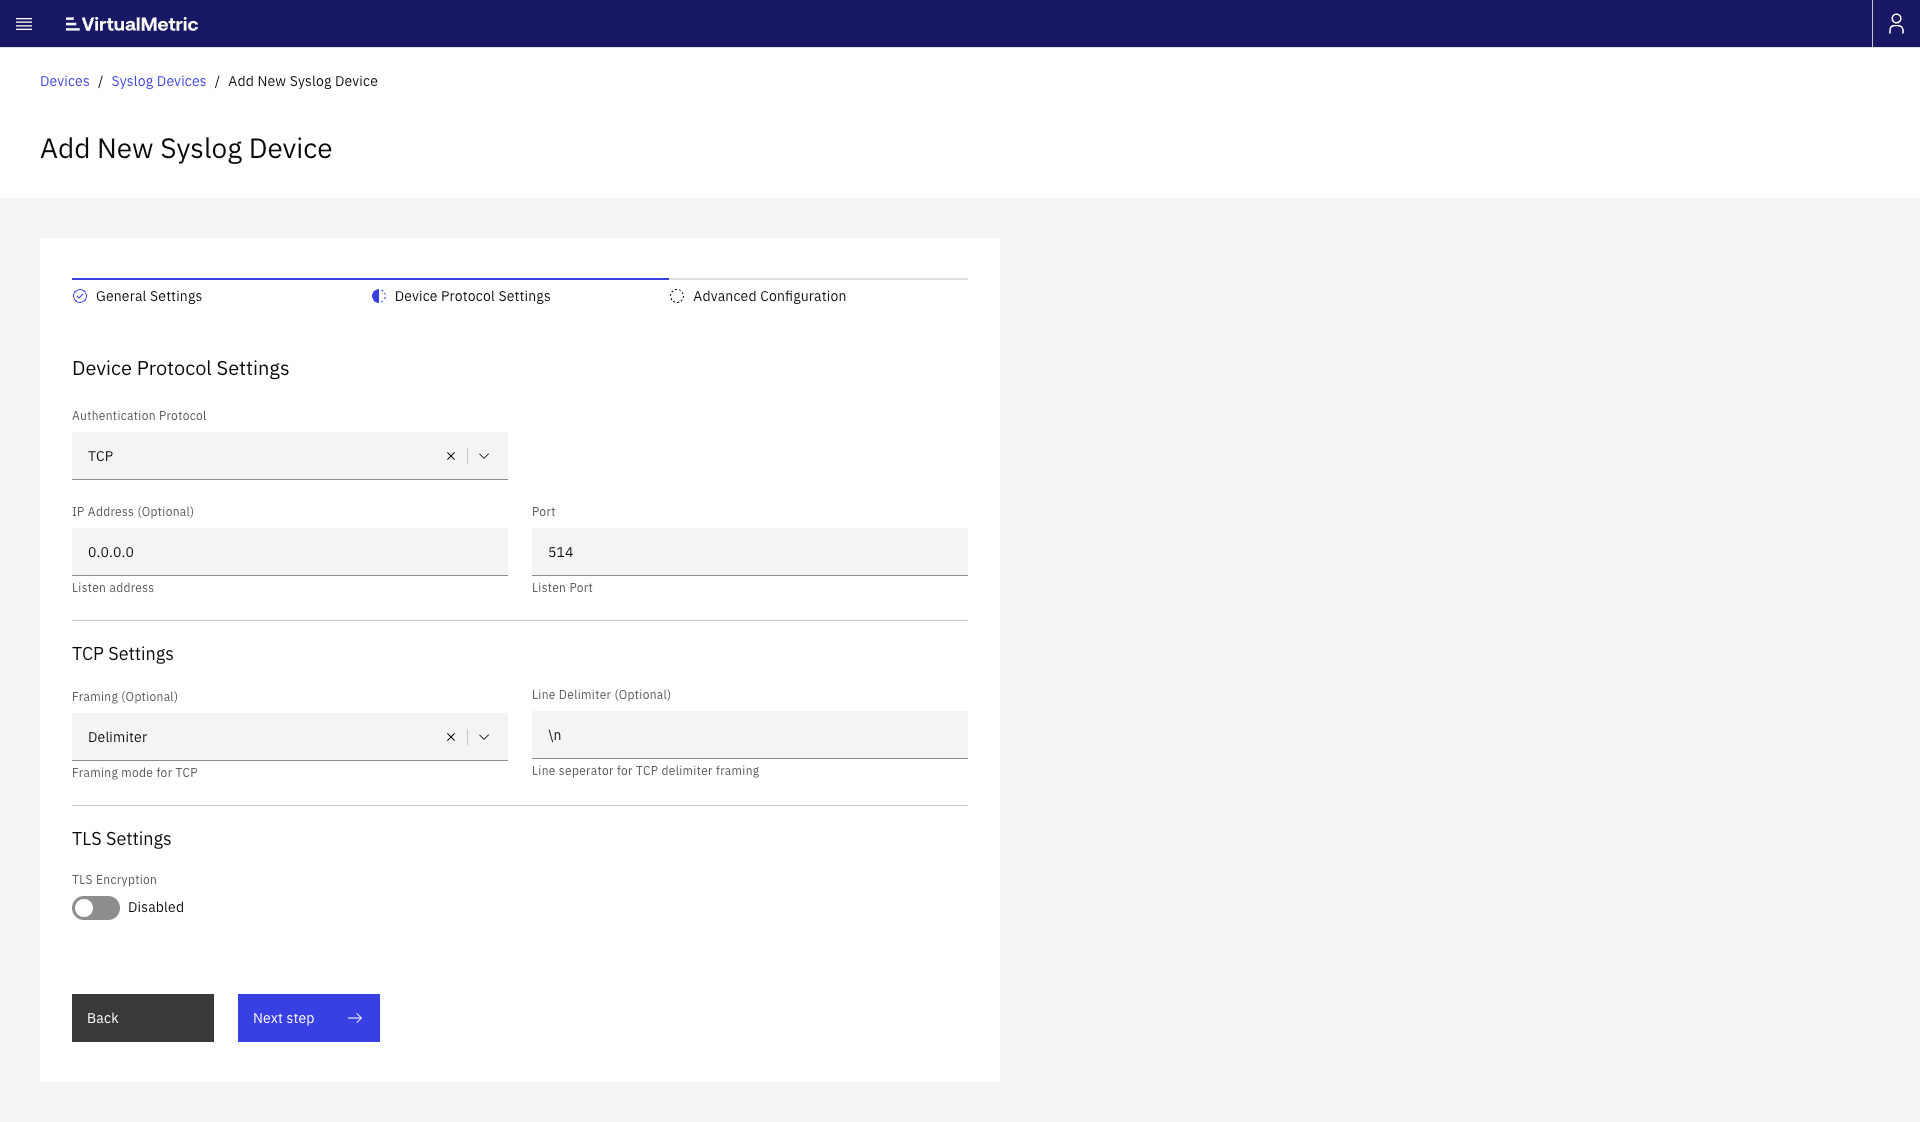 VirtualMetric
Devices / Syslog Devices / Add New Syslog Device
Add New Syslog Device
General Settings
Device Protocol Settings
Advanced Configuration
Device Protocol Settings
Authentication Protocol
TCP
IP Address (Optional)
0.0.0.0
Listen address
Port
514
Listen Port
TCP Settings
Framing (Optional)
Delimiter
Framing mode for TCP
Line Delimiter (Optional)
\n
Line seperator for TCP delimiter framing
TLS Settings
TLS Encryption
Disabled
Back
Next step